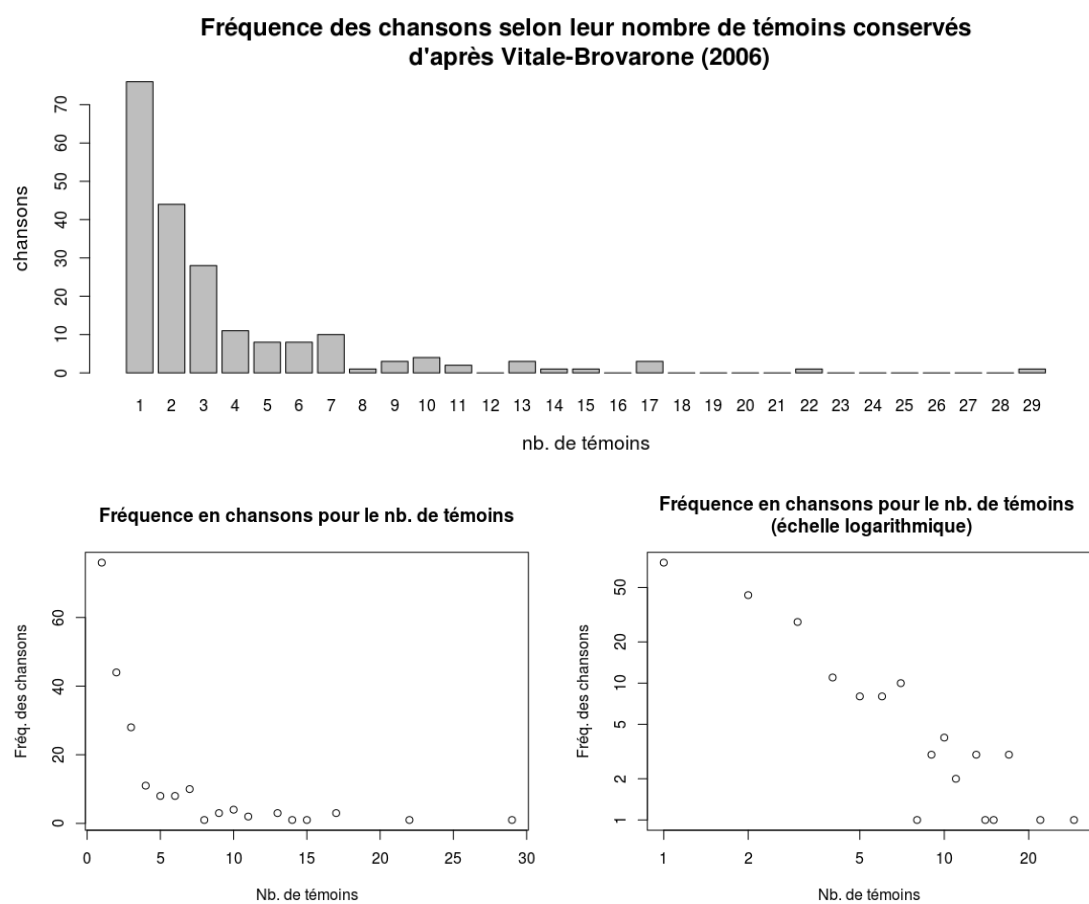 Fréquence des chansons selon leur nombre de témoins conservés
d'après Vitale-Brovarone (2006)
chansons
70
60
50
40
30
20
10
0
1 2 3 4 5 6 7 8 9 10 11 12 13 14 15 16 17 18 19 20 21 22 23 24 25 26 27 28 29
nb. de témoins
Fréquence en chansons pour le nb. de témoins
Fréq. des chansons
60
40
20
0
0 5 10 15 20 25 30
Nb. de témoins
Fréquence en chansons pour le nb. de témoins
(échelle logarithmique)
Fréq. des chansons
50
20
10
5
2
1
1 2 5 10 20
Nb. de témoins